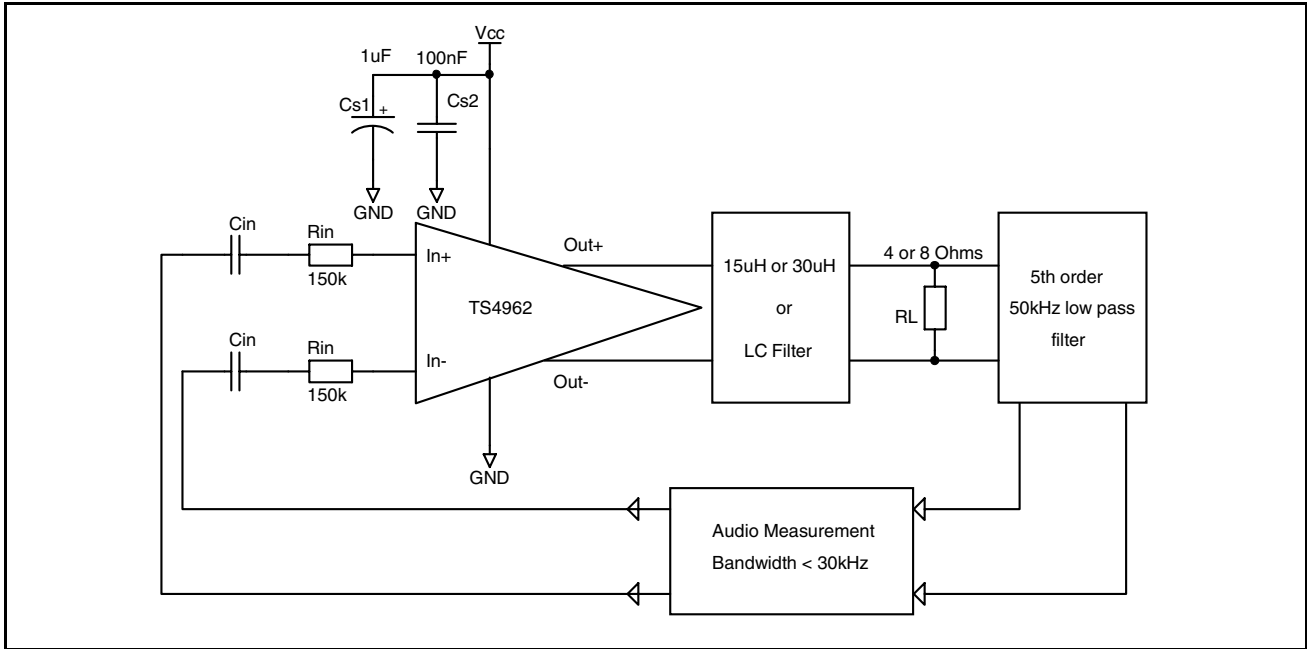 Vcc
1uF
100nF
Cs1
+
Cs2
GND
GND
Cin
Rin
150k
In+
Out+
TS4962
Cin
Rin
150k
In-
Out-
GND
15uH or 30uH
or
LC Filter
4 or 8 Ohms
RL
5th order
50kHz low pass
filter
Audio Measurement
Bandwidth < 30kHz